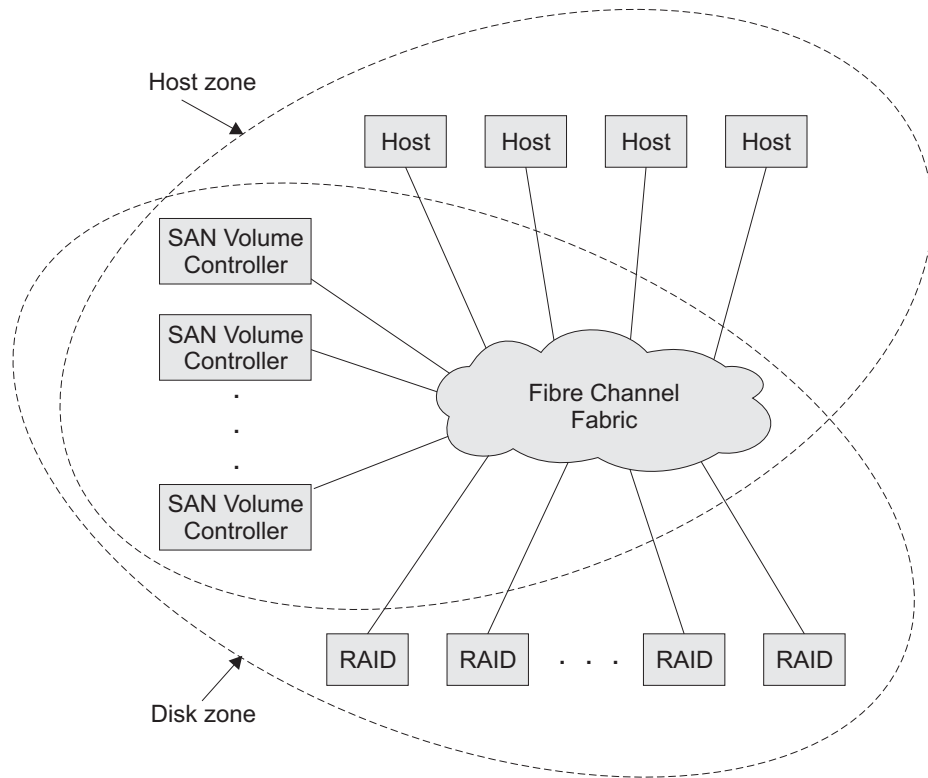 Host zone
Host
Host
Host
Host
SAN Volume
Controller
SAN Volume
Controller
.
.
.
SAN Volume
Controller
Fibre Channel
Fabric
RAID
RAID
. . .
RAID
RAID
Disk zone